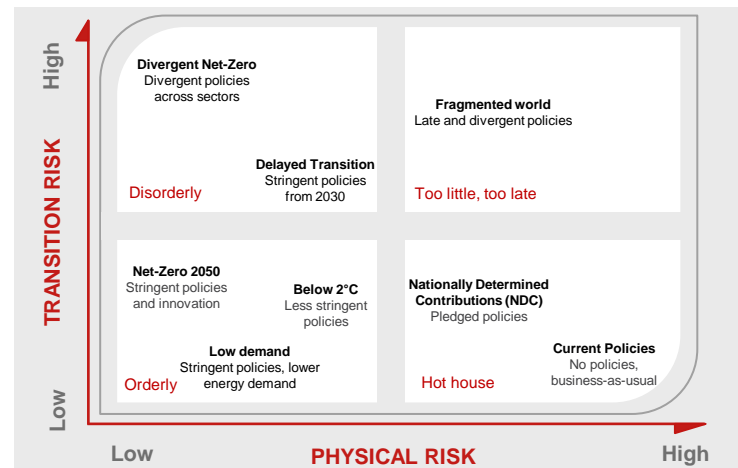 High
TRANSITION RISK
Low
Divergent Net-Zero
Divergent policies
across sectors
Delayed Transition
Stringent policies
from 2030
Disorderly
Fragmented world
Late and divergent policies
Too little, too late
Net-Zero 2050
Stringent policies
and innovation
Below 2°C
Less stringent
policies
Low demand
Stringent policies, lower
energy demand
Orderly
Nationally Determined
Contributions (NDC)
Pledged policies
Current Policies
No policies,
business-as-usual
Hot house
Low
PHYSICAL RISK
High